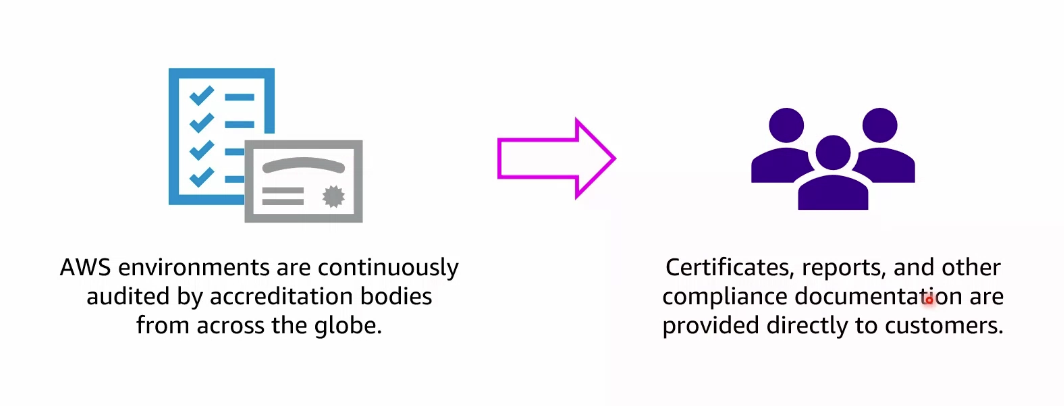 AWS environments are continuously
audited by accreditation bodies
from across the globe.
Certificates, reports, and other
compliance documentation are
provided directly to customers.